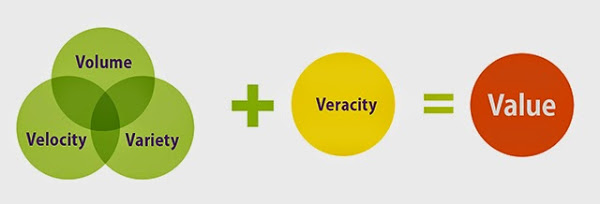 Volume
Velocity
Variety
+
Veracity
=
Value